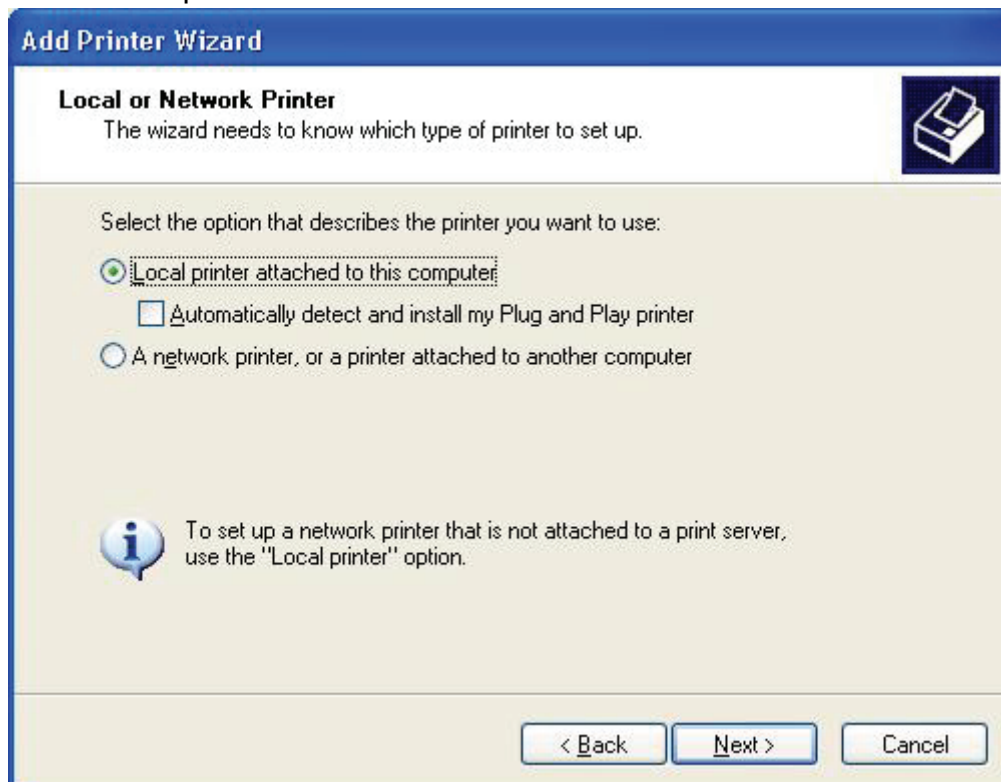 Add Printer Wizard
Local or Network Printer
The wizard needs to know which type of printer to set up.
Select the option that describes the printer you want to use:
Local printer attached to this computer
Automatically detect and install my Plug and Play printer
A network printer, or a printer attached to another computer
To set up a network printer that is not attached to a print server,
use the "Local printer" option.
< Back Next > Cancel